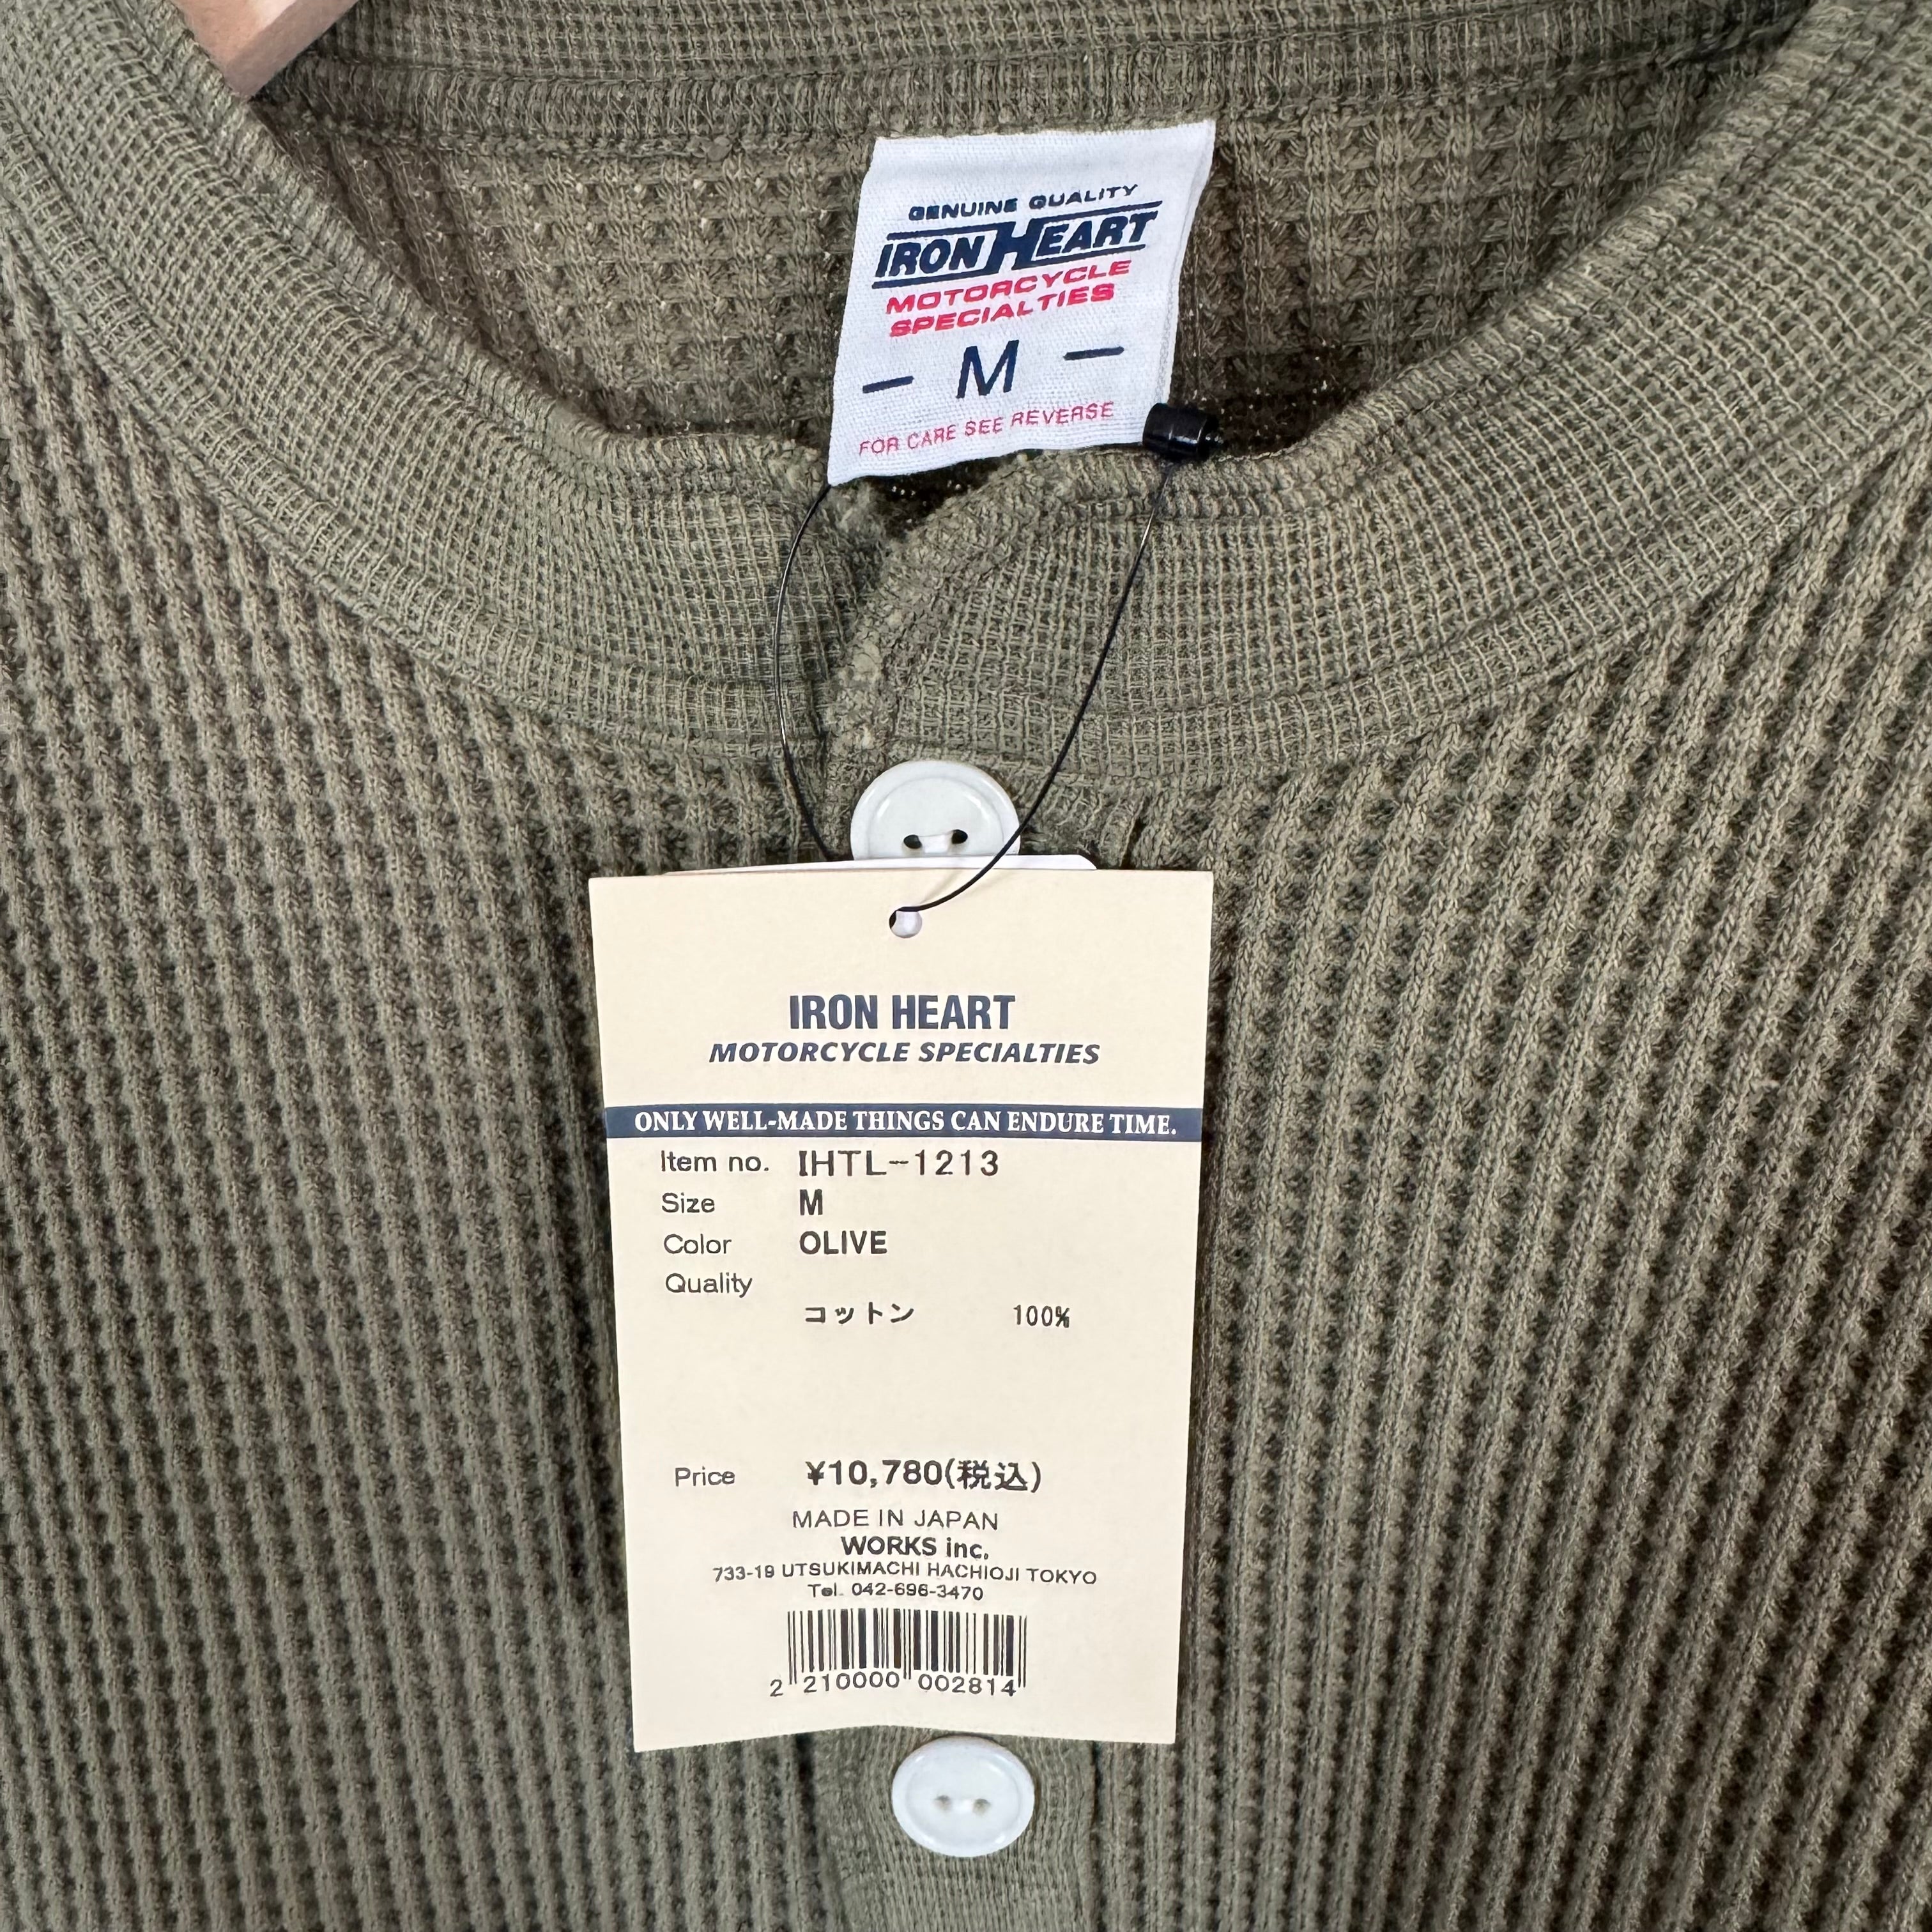 GENUINE QUALITY
IRON HEART
MOTORCYCLE
SPECIALTIES
– M –
FOR CARE SEE REVERSE
IRON HEART
MOTORCYCLE SPECIALTIES
ONLY WELL-MADE THINGS CAN ENDURE TIME.
Item no. IHTL-1213
Size M
Color OLIVE
Quality
コットン 100%
Price ¥10,780(税込)
MADE IN JAPAN
WORKS inc.
733-19 UTSUKIMACHI HACHIOJI TOKYO
Tel. 042-696-3470
2 210000 002814